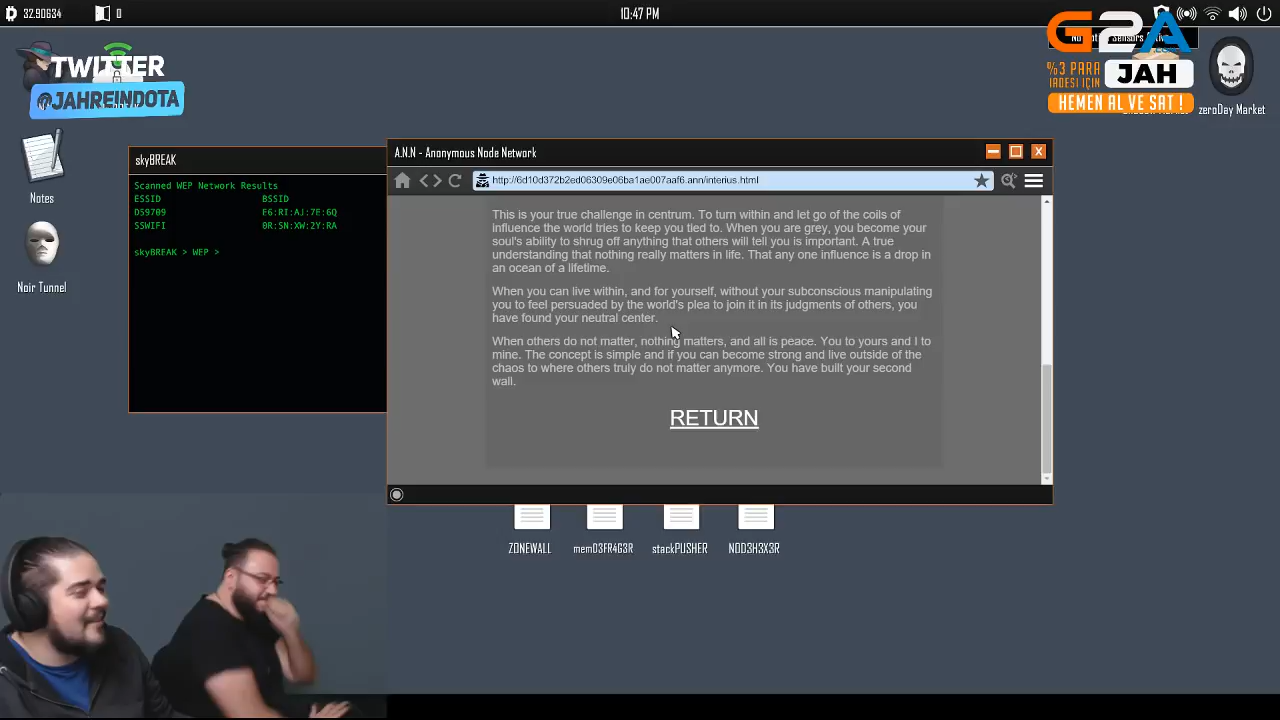 32.90634
0
10:47 PM
TWITTER
@JAHREINDOTA
G2A
%3 PARA
IADESİ İÇİN
JAH
HEMEN AL VE SAT !
zeroDay Market
Notes
Noir Tunnel
skyBREAK
Scanned WEP Network Results
ESSID BSSID
D59709 F6:RI:AJ:7E:6Q
SSWIFI 0R:SN:XW:2Y:RA
skyBREAK > WEP >
A.N.N - Anonymous Node Network
http://6d10d372b2ed06309e06ba1ae007aaf6.ann/interius.html
This is your true challenge in centrum. To turn within and let go of the coils of
influence the world tries to keep you tied to. When you are grey, you become your
soul's ability to shrug off anything that others will tell you is important. A true
understanding that nothing really matters in life. That any one influence is a drop in
an ocean of a lifetime.
When you can live within, and for yourself, without your subconscious manipulating
you to feel persuaded by the world's plea to join it in its judgments of others, you
have found your neutral center.
When others do not matter, nothing matters, and all is peace. You to yours and I to
mine. The concept is simple and if you can become strong and live outside of the
chaos to where others truly do not matter anymore. You have built your second
wall.
RETURN
ZONEWALL
memD3FR4G3R
stackPUSHER
NOD3H3X3R